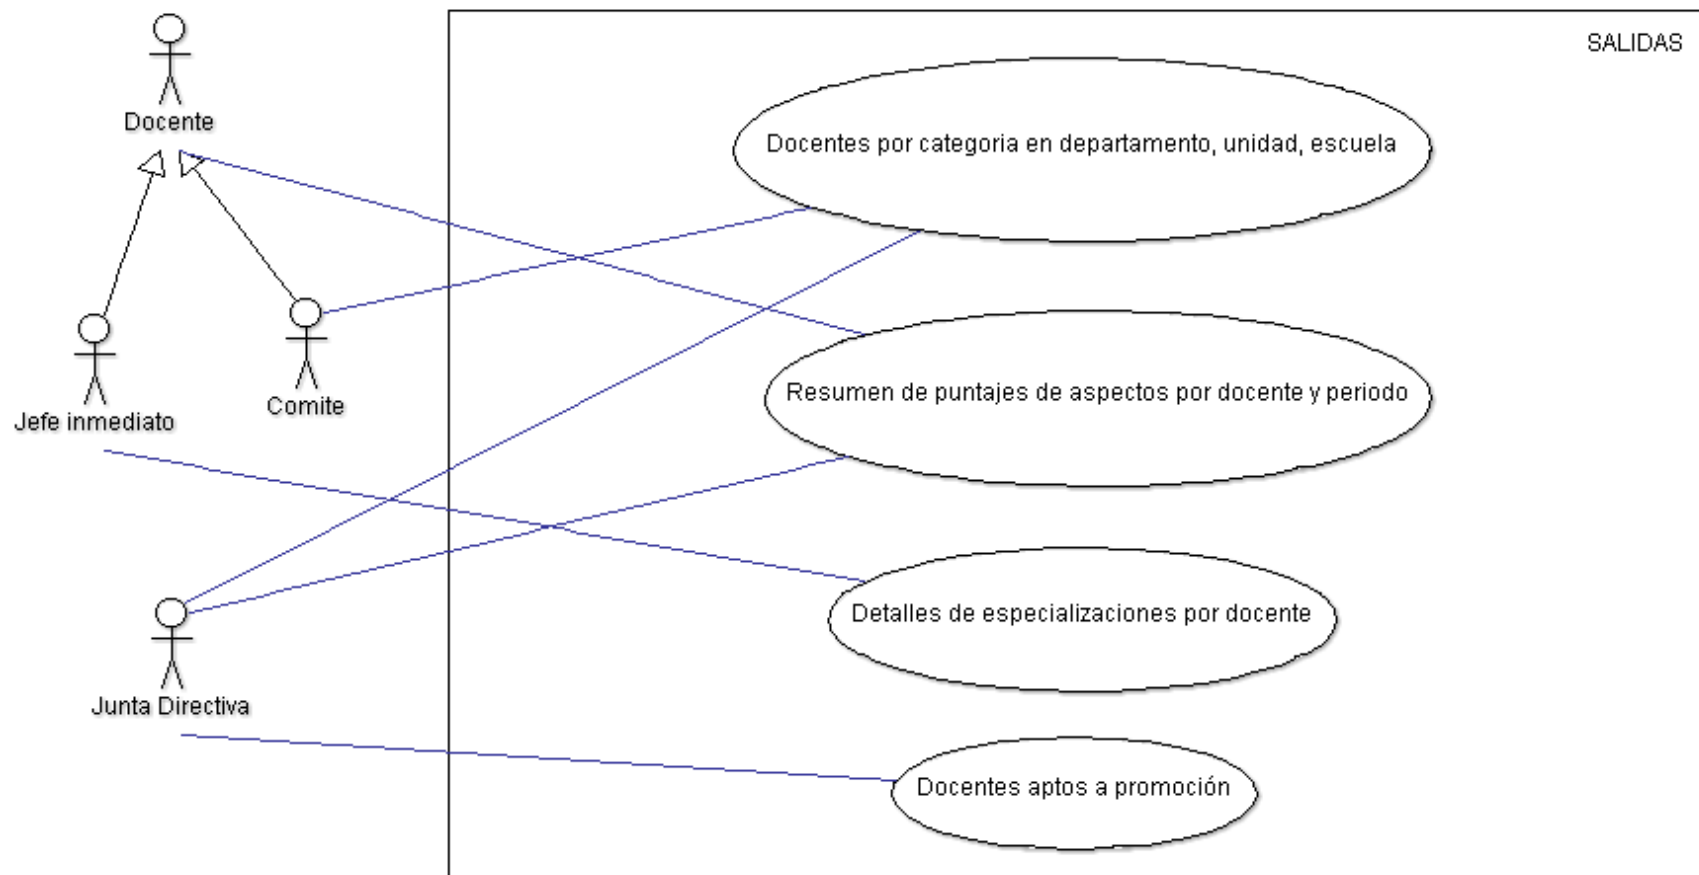 SALIDAS
Docente
Docentes por categoria en departamento, unidad, escuela
Jefe inmediato
Comite
Resumen de puntajes de aspectos por docente y periodo
Detalles de especializaciones por docente
Junta Directiva
Docentes aptos a promoción